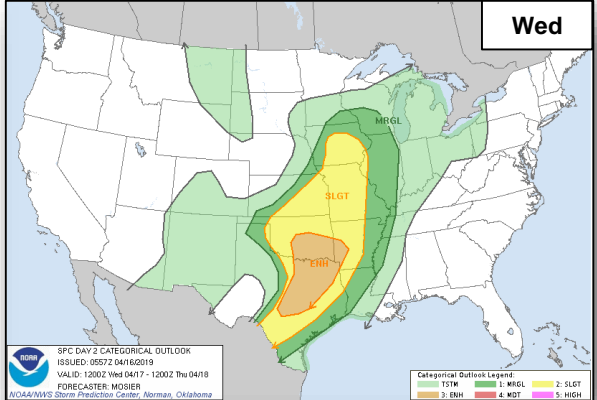 Wed
MRGL
SLGT
ENH
NOAA
SPC DAY 2 CATEGORICAL OUTLOOK
ISSUED: 0557Z 04/16/2019
VALID: 1200Z Wed 04/17 - 1200Z Thu 04/18
FORECASTER: MOSIER
NOAA/NWS Storm Prediction Center, Norman, Oklahoma
Categorical Outlook Legend:
TSTM 1: MRGL 2: SLGT
3: ENH 4: MDT 5: HIGH